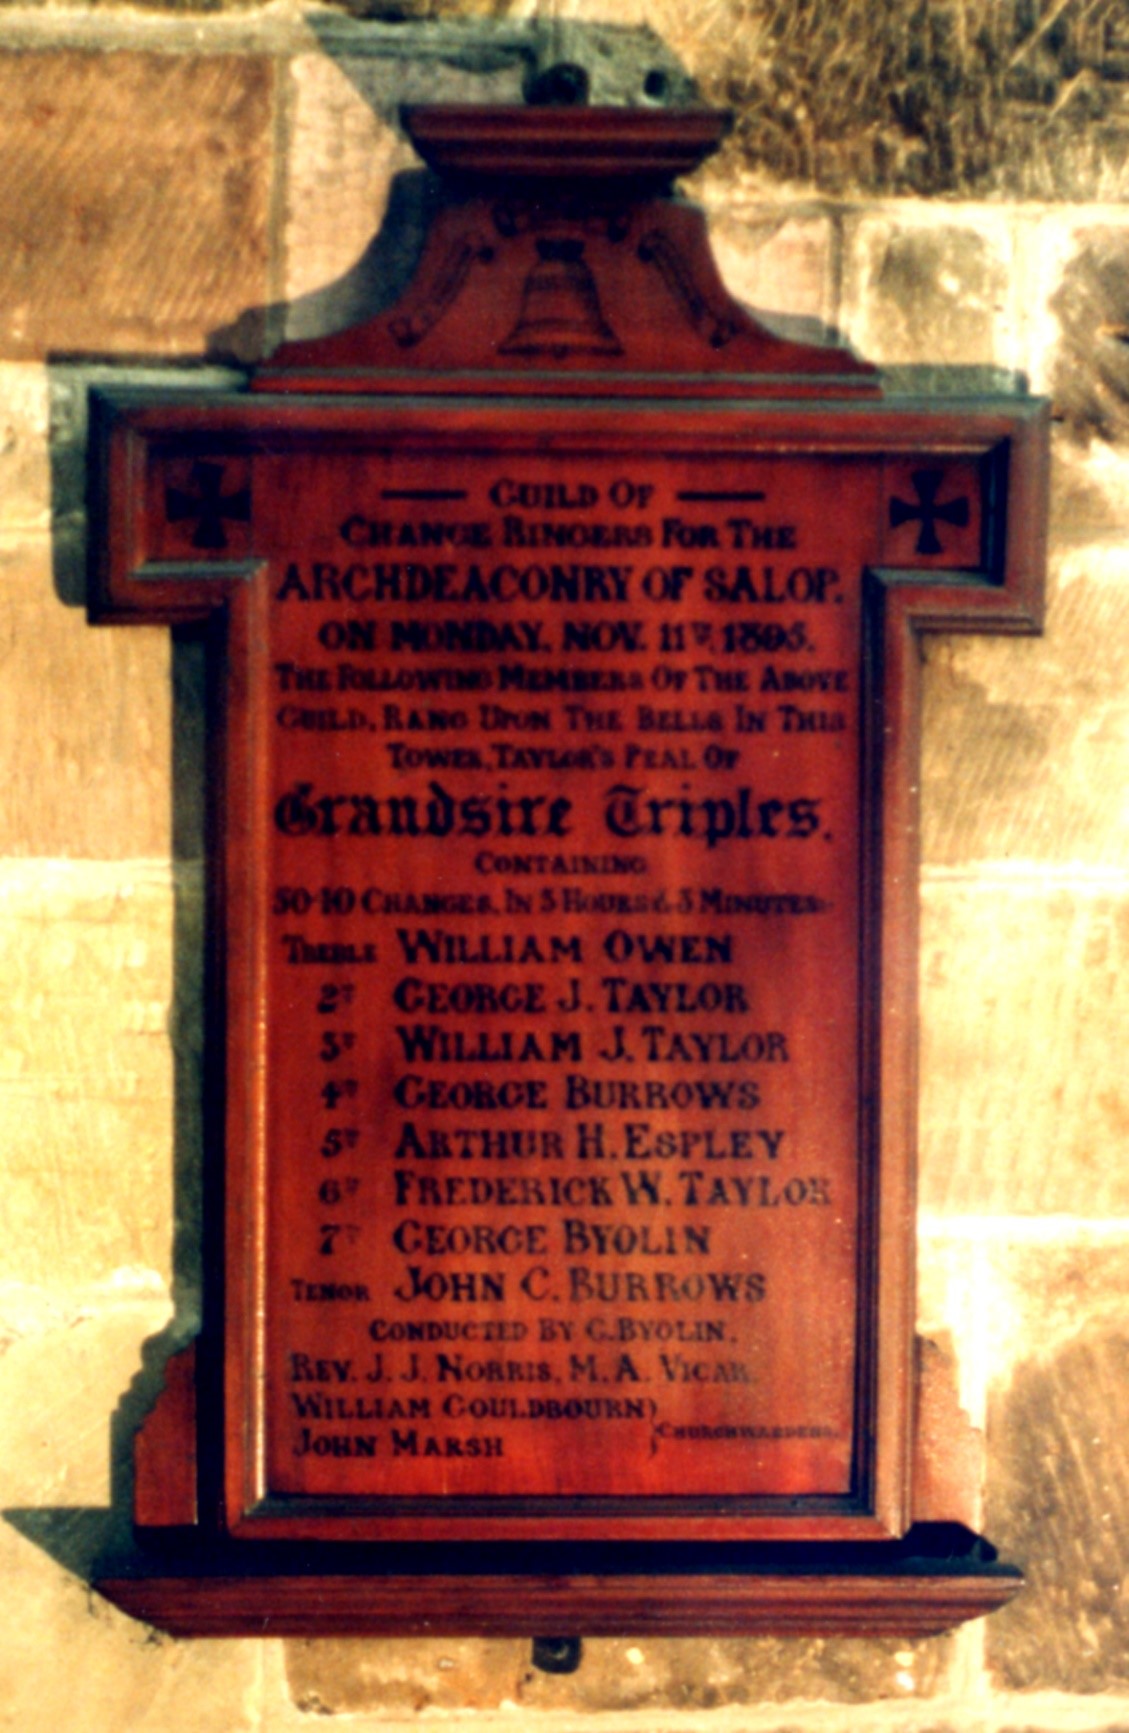 GUILD OF
CHANGE RINGERS FOR THE
ARCHDEACONRY OF SALOP.
ON MONDAY, NOV. 11TH, 1895.
THE FOLLOWING MEMBERS OF THE ABOVE
GUILD, RANG UPON THE BELLS IN THIS
TOWER, TAYLOR'S PEAL OF
Grandsire Triples.
CONTAINING
5040 CHANGES, IN 3 HOURS & 3 MINUTES:-
TREBLE WILLIAM OWEN
2ND GEORGE J. TAYLOR
3RD WILLIAM J. TAYLOR
4TH GEORGE BURROWS
5TH ARTHUR H. ESPLEY
6TH FREDERICK W. TAYLOR
7TH GEORGE BYOLIN
TENOR JOHN C. BURROWS
CONDUCTED BY G. BYOLIN.
REV. J. J. NORRIS, M. A. VICAR.
WILLIAM GOULDBOURN
JOHN MARSH } CHURCHWARDENS.